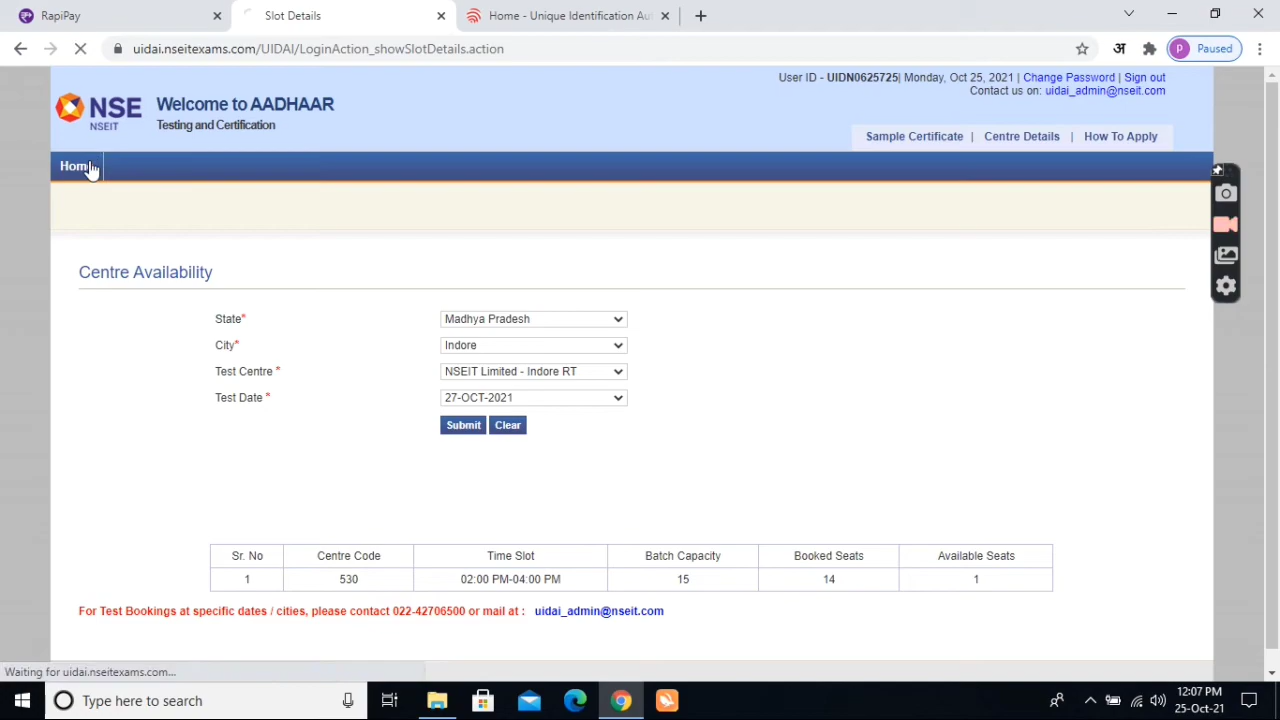 RapiPay
Slot Details
Home - Unique Identification Aut
uidai.nseitexams.com/UIDAI/LoginAction_showSlotDetails.action
अ
P Paused
User ID - UIDN0625725| Monday, Oct 25, 2021 | Change Password | Sign out
Contact us on: uidai_admin@nseit.com
NSE
NSEIT
Welcome to AADHAAR
Testing and Certification
Sample Certificate | Centre Details | How To Apply
Home
Centre Availability
State* Madhya Pradesh
City* Indore
Test Centre * NSEIT Limited - Indore RT
Test Date * 27-OCT-2021
Submit Clear
Sr. No Centre Code Time Slot Batch Capacity Booked Seats Available Seats
1 530 02:00 PM-04:00 PM 15 14 1
For Test Bookings at specific dates / cities, please contact 022-42706500 or mail at : uidai_admin@nseit.com
Waiting for uidai.nseitexams.com...
Type here to search
12:07 PM
25-Oct-21